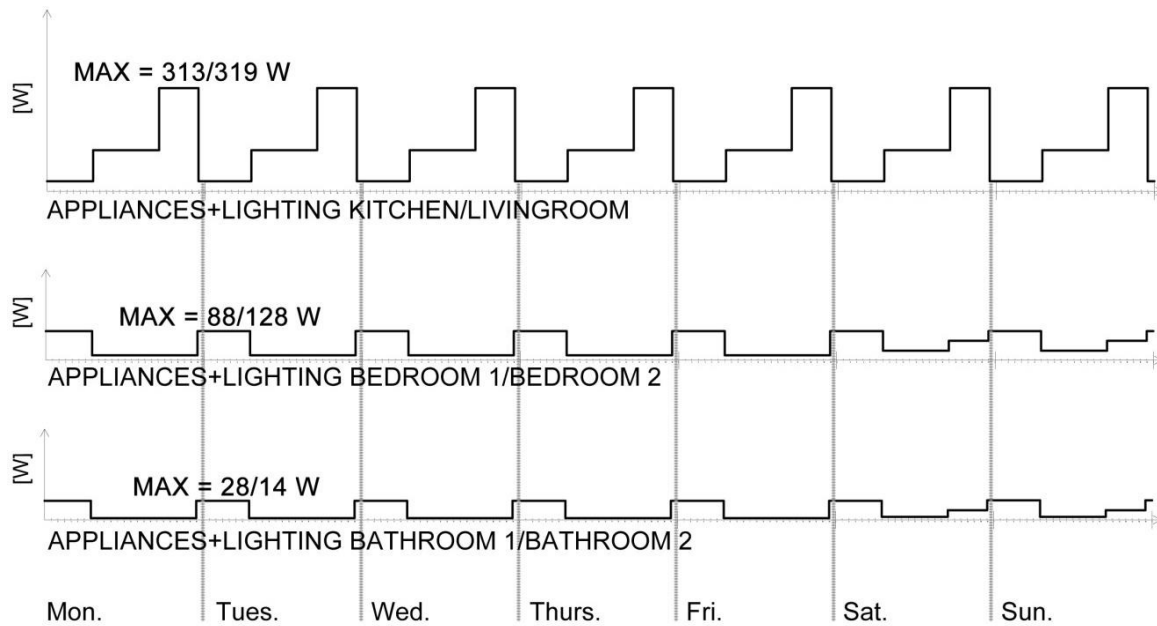 MAX = 313/319 W
[W]
APPLIANCES+LIGHTING KITCHEN/LIVINGROOM
MAX = 88/128 W
[W]
APPLIANCES+LIGHTING BEDROOM 1/BEDROOM 2
MAX = 28/14 W
[W]
APPLIANCES+LIGHTING BATHROOM 1/BATHROOM 2
Mon. Tues. Wed. Thurs. Fri. Sat. Sun.